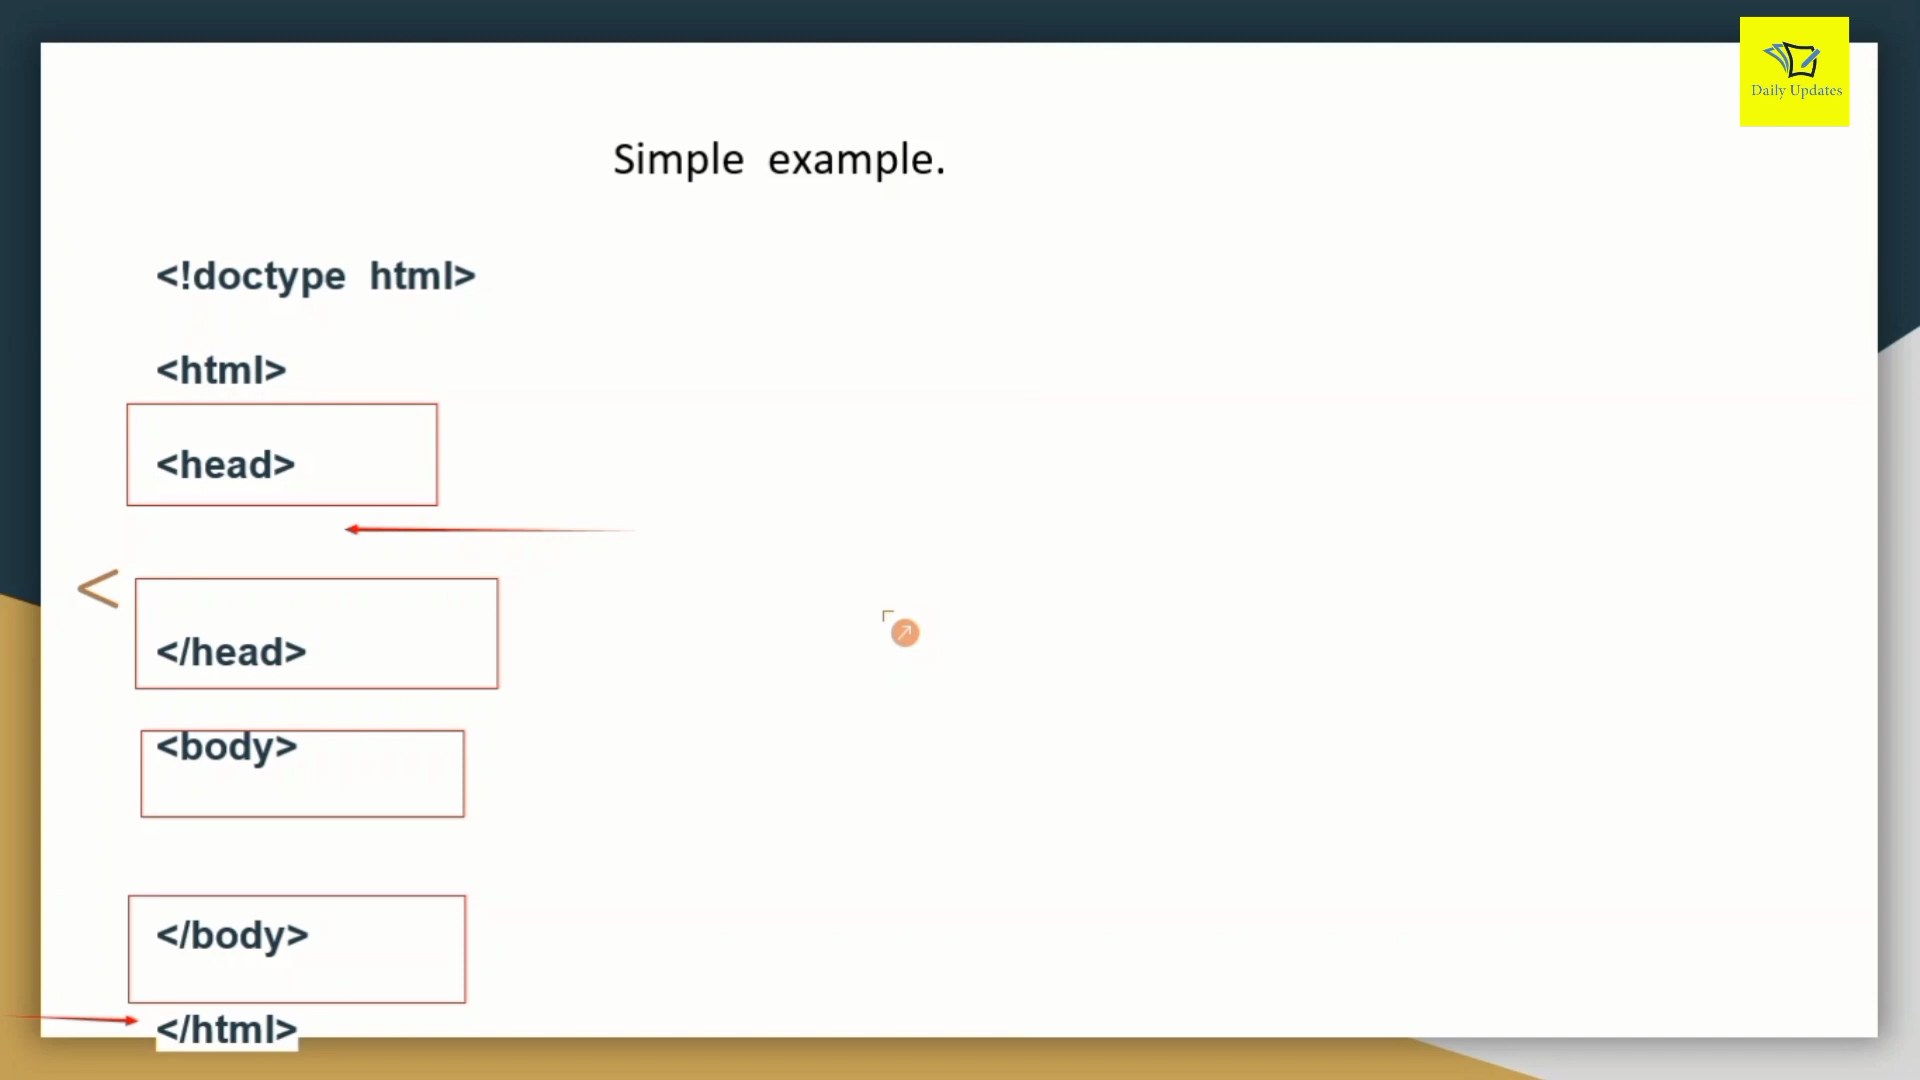 Daily Updates
Simple example.
<!doctype html>
<html>
<head>
</head>
<body>
</body>
</html>